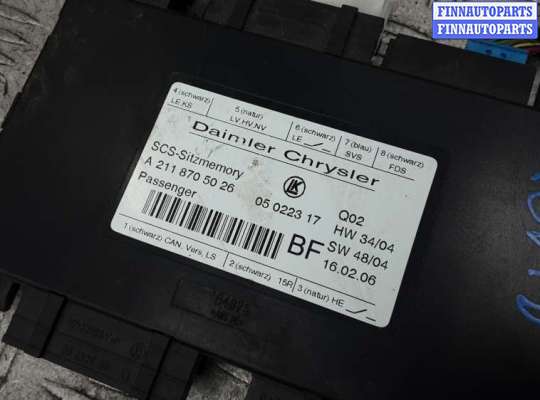 FINNAUTOPARTS
FINNAUTOPARTS
4 (schwarz)
LE,KS
5 (natur)
LV,HV,NV
6 (schwarz)
LE
7 (blau)
SVS
8 (schwarz)
FDS
Daimler Chrysler
SCS-Sitzmemory
A 211 870 50 26
Passenger
LK
05 0223 17
Q02
HW 34/04
SW 48/04
16.02.06
BF
1 (schwarz) CAN, Vers, LS
2 (schwarz) 15R
3 (natur) HE